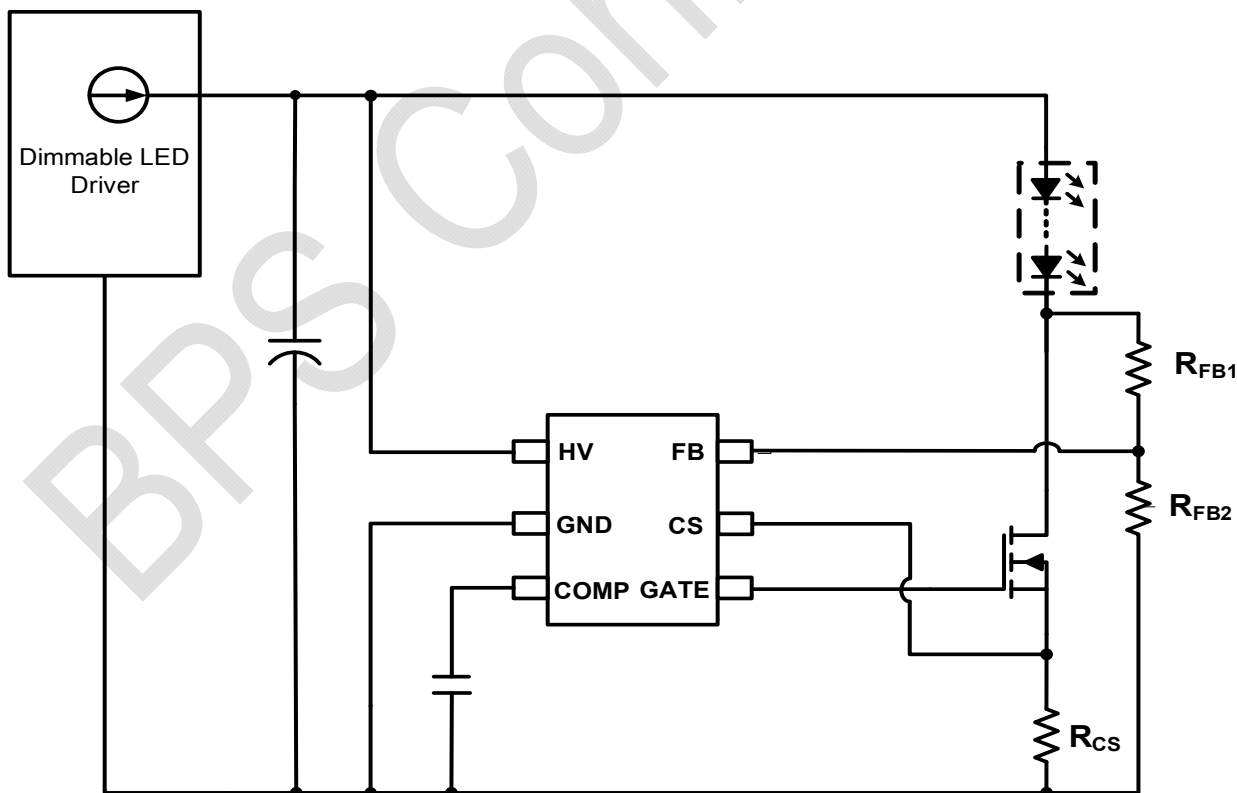 BPS Con
Dimmable LED
Driver
RFB1
HV FB
RFB2
GND CS
COMP GATE
RCS